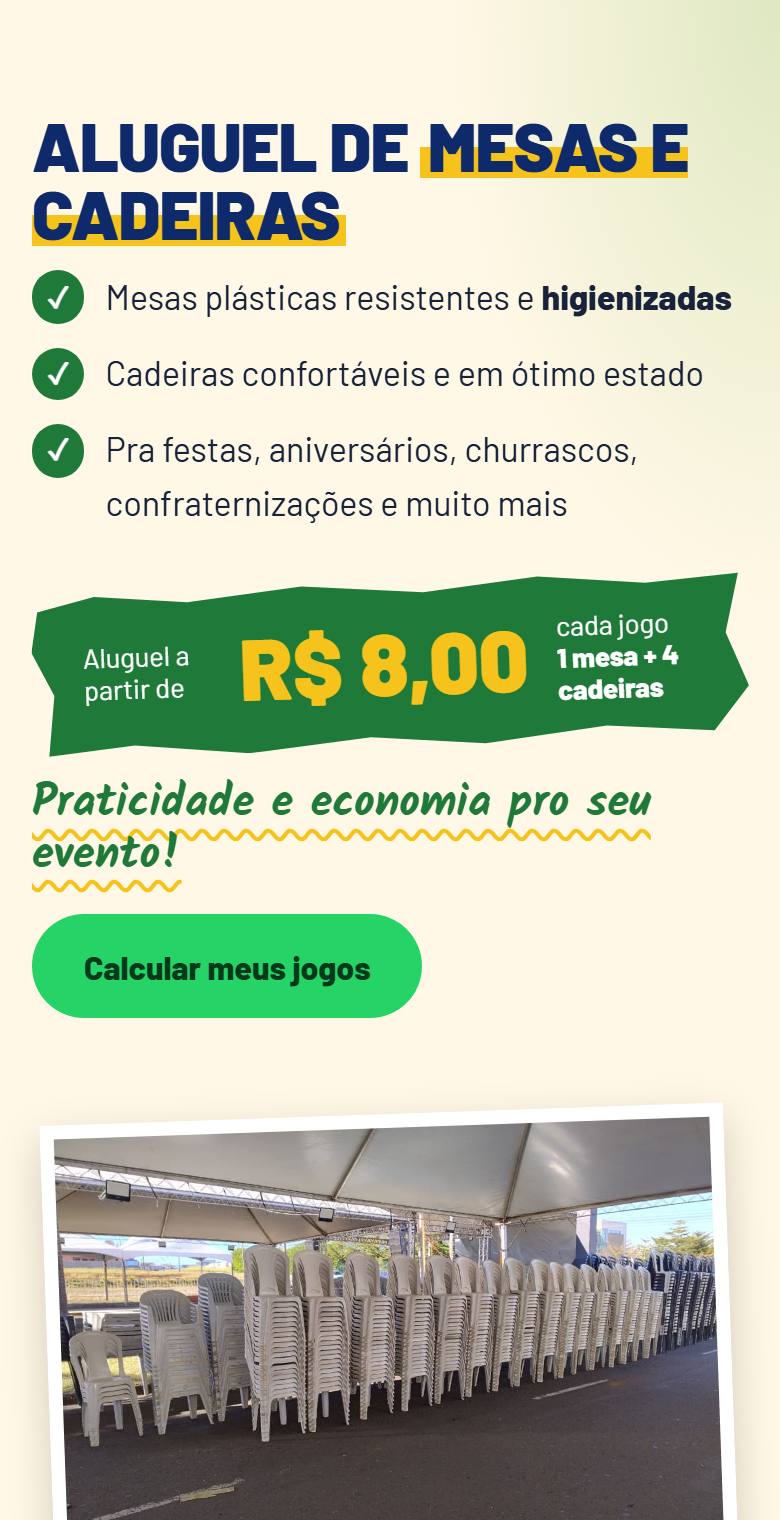 ALUGUEL DE MESAS E
CADEIRAS
Mesas plásticas resistentes e higienizadas
Cadeiras confortáveis e em ótimo estado
Pra festas, aniversários, churrascos,
confraternizações e muito mais
Aluguel a
partir de
R$ 8,00
cada jogo
1 mesa + 4
cadeiras
Praticidade e economia pro seu
evento!
Calcular meus jogos